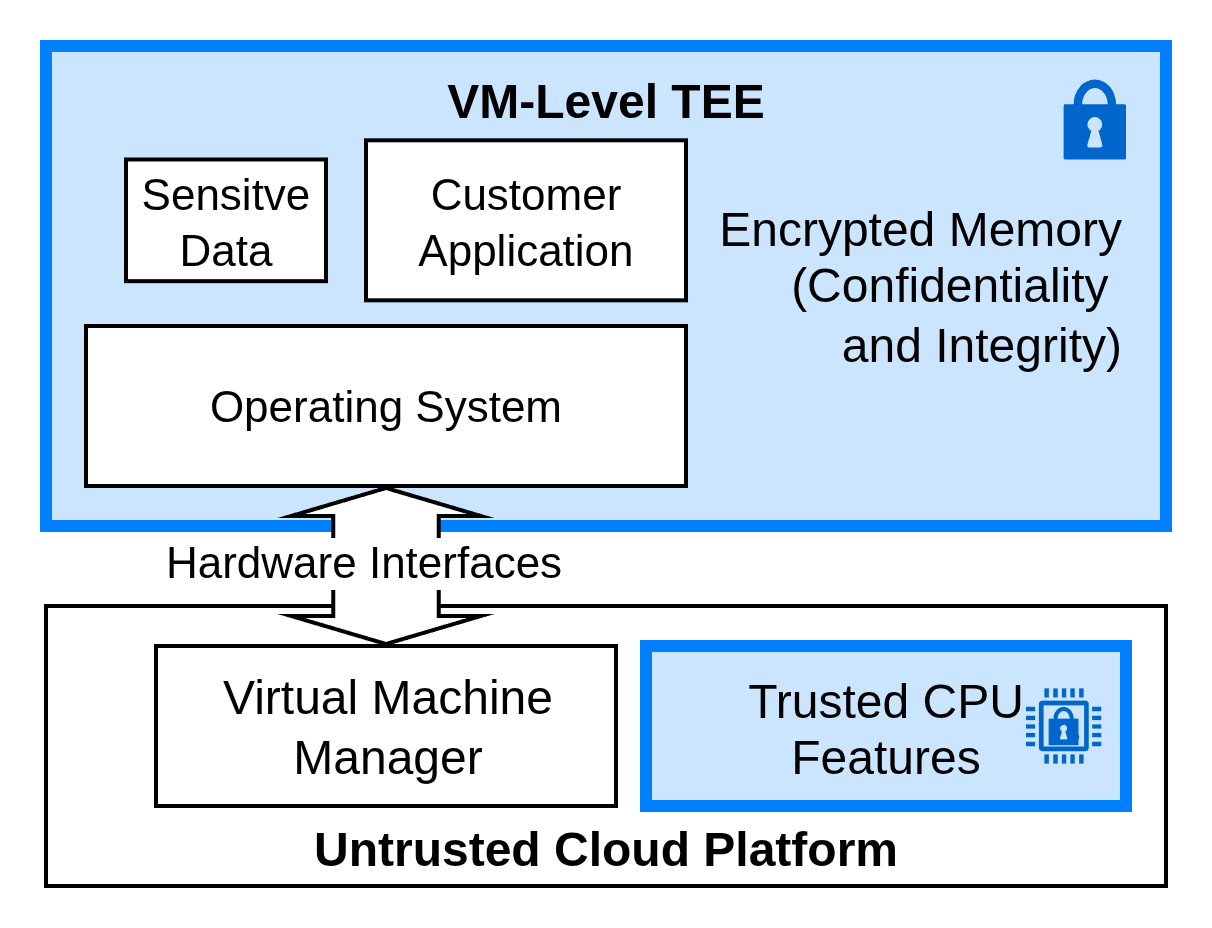 VM-Level TEE
Sensitve
Data
Customer
Application
Encrypted Memory
(Confidentiality
and Integrity)
Operating System
Hardware Interfaces
Virtual Machine
Manager
Trusted CPU
Features
Untrusted Cloud Platform